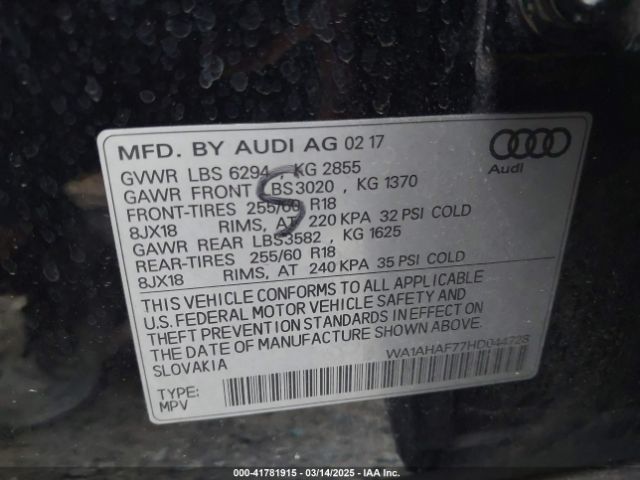 MFD. BY AUDI AG 02 17
Audi
GVWR LBS 6294 , KG 2855
GAWR FRONT LBS3020 , KG 1370
FRONT-TIRES 255/60 R18
8JX18 RIMS, AT 220 KPA 32 PSI COLD
GAWR REAR LBS3582 , KG 1625
REAR-TIRES 255/60 R18
8JX18 RIMS, AT 240 KPA 35 PSI COLD
THIS VEHICLE CONFORMS TO ALL APPLICABLE
U.S. FEDERAL MOTOR VEHICLE SAFETY AND
THEFT PREVENTION STANDARDS IN EFFECT ON
THE DATE OF MANUFACTURE SHOWN ABOVE.
SLOVAKIA
WA1AHAF77HD044728
TYPE:
MPV
S
000-41781915 - 03/14/2025 - IAA Inc.